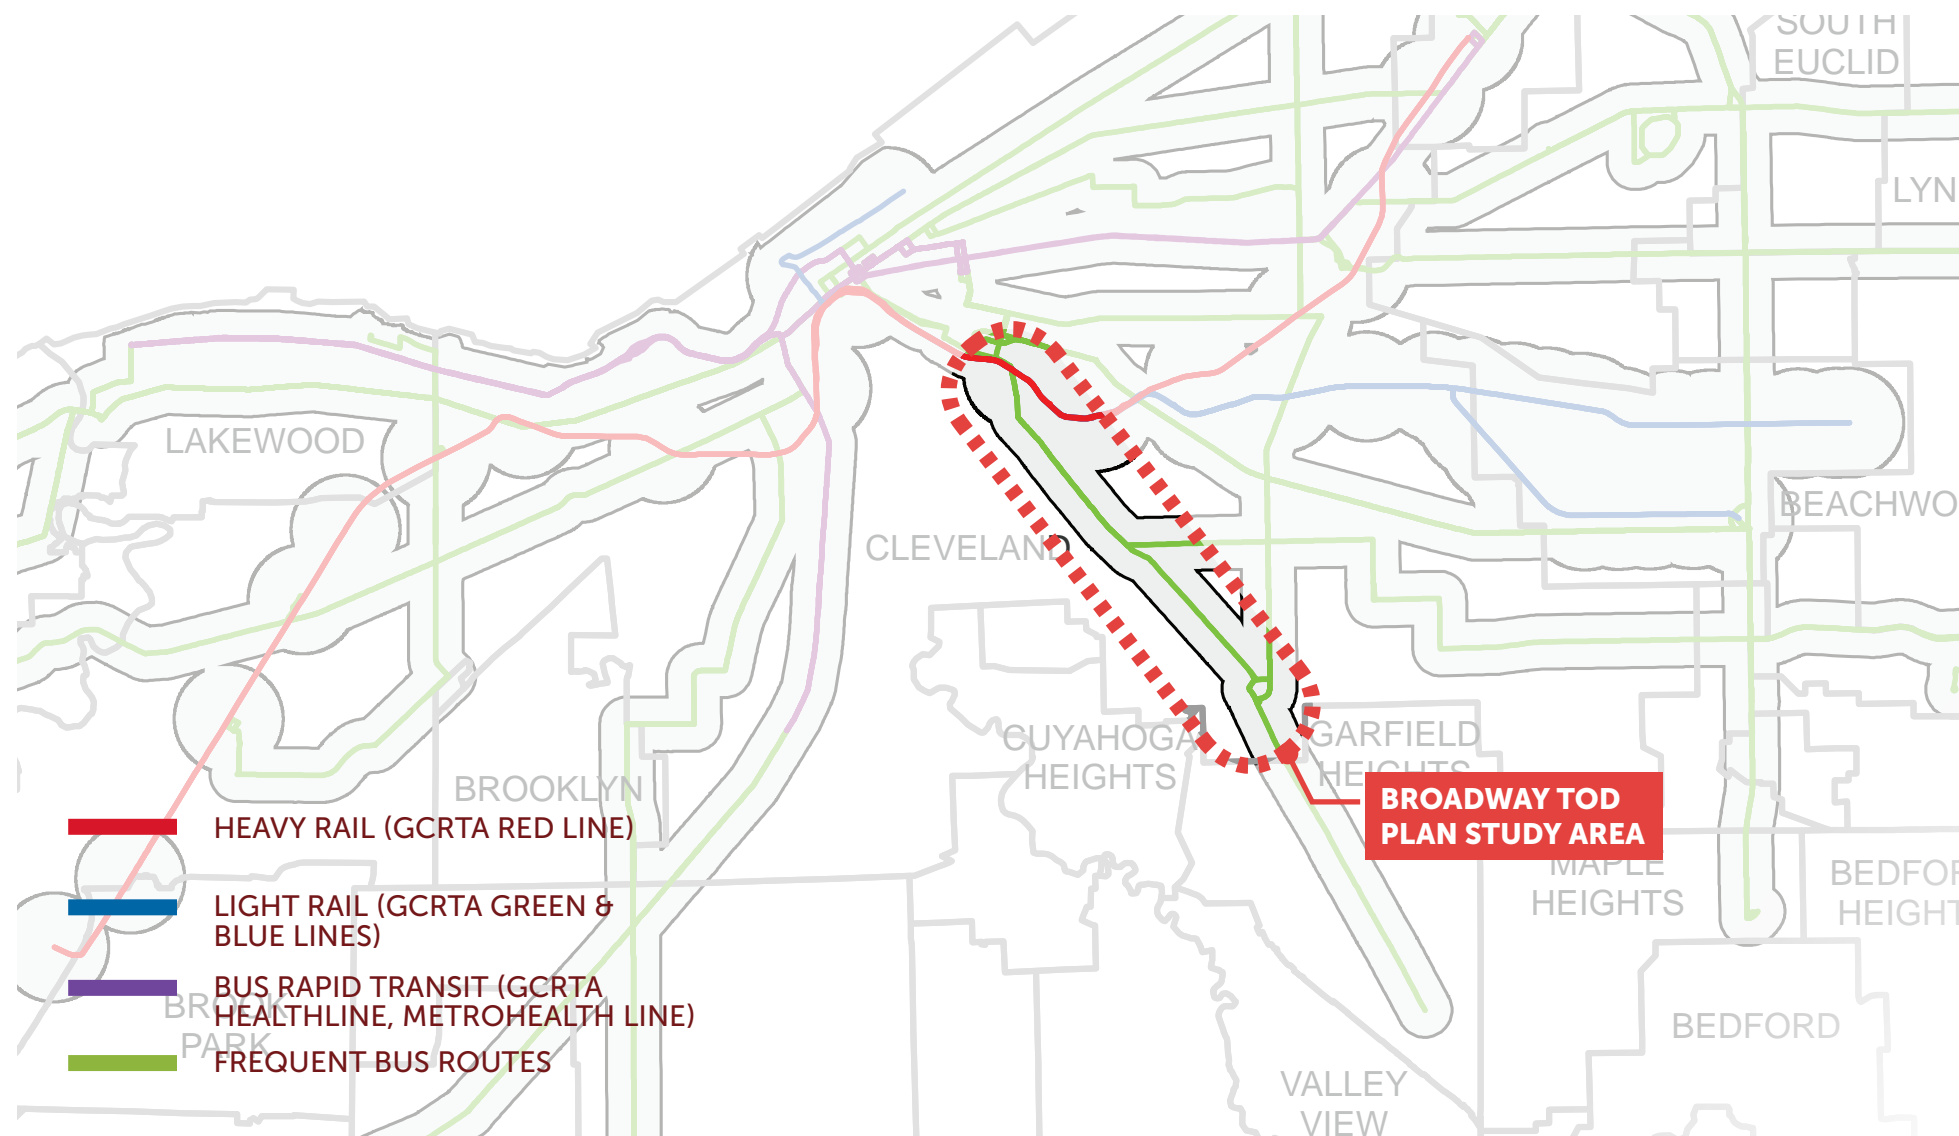 SOUTH
EUCLID
LYN
LAKEWOOD
BEACHWO
CLEVELAND
CUYAHOGA
HEIGHTS
GARFIELD
HEIGHTS
BROOKLYN
BROADWAY TOD
PLAN STUDY AREA
MAPLE
HEIGHTS
BEDFOR
HEIGHT
HEAVY RAIL (GCRTA RED LINE)
LIGHT RAIL (GCRTA GREEN &
BLUE LINES)
BUS RAPID TRANSIT (GCRTA
HEALTHLINE, METROHEALTH LINE)
FREQUENT BUS ROUTES
BROOK
PARK
BEDFORD
VALLEY
VIEW